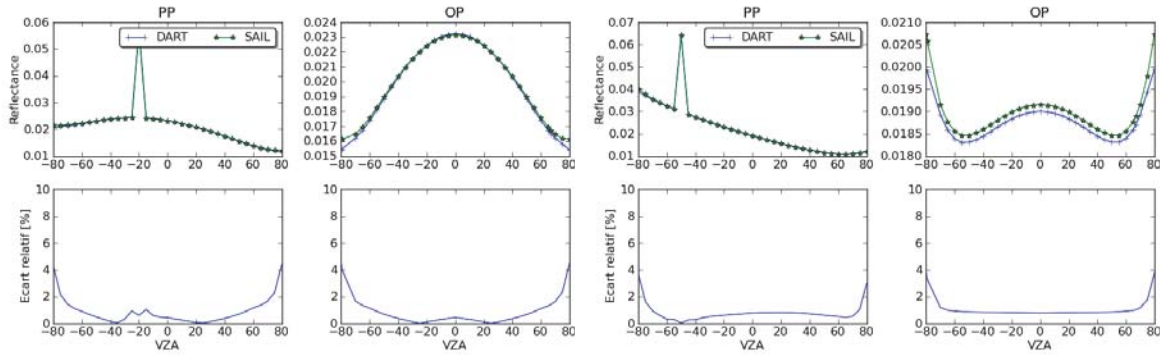 PP
OP
PP
OP
Reflectance
0.06
0.05
0.04
0.03
0.02
0.01
DART
SAIL
−80 −60 −40 −20 0 20 40 60 80
0.024
0.023
0.022
0.021
0.020
0.019
0.018
0.017
0.016
0.015
−80 −60 −40 −20 0 20 40 60 80
Reflectance
0.07
0.06
0.05
0.04
0.03
0.02
0.01
DART
SAIL
−80 −60 −40 −20 0 20 40 60 80
0.0210
0.0205
0.0200
0.0195
0.0190
0.0185
0.0180
−80 −60 −40 −20 0 20 40 60 80
Ecart relatif [%]
10
8
6
4
2
0
−80 −60 −40 −20 0 20 40 60 80
VZA
10
8
6
4
2
0
−80 −60 −40 −20 0 20 40 60 80
VZA
Ecart relatif [%]
10
8
6
4
2
0
−80 −60 −40 −20 0 20 40 60 80
VZA
10
8
6
4
2
0
−80 −60 −40 −20 0 20 40 60 80
VZA